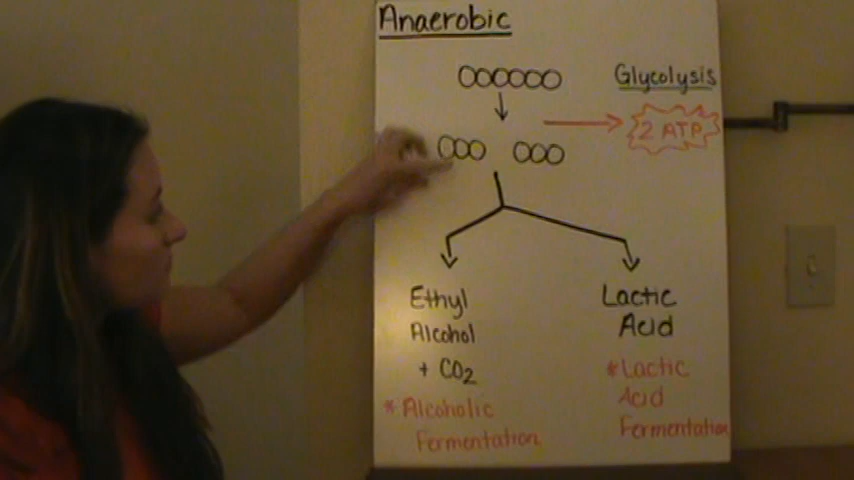 Anaerobic
Glycolysis
2 ATP
Ethyl
Alcohol
+ CO2
*Alcoholic
Fermentation
Lactic
Acid
*Lactic
Acid
Fermentation